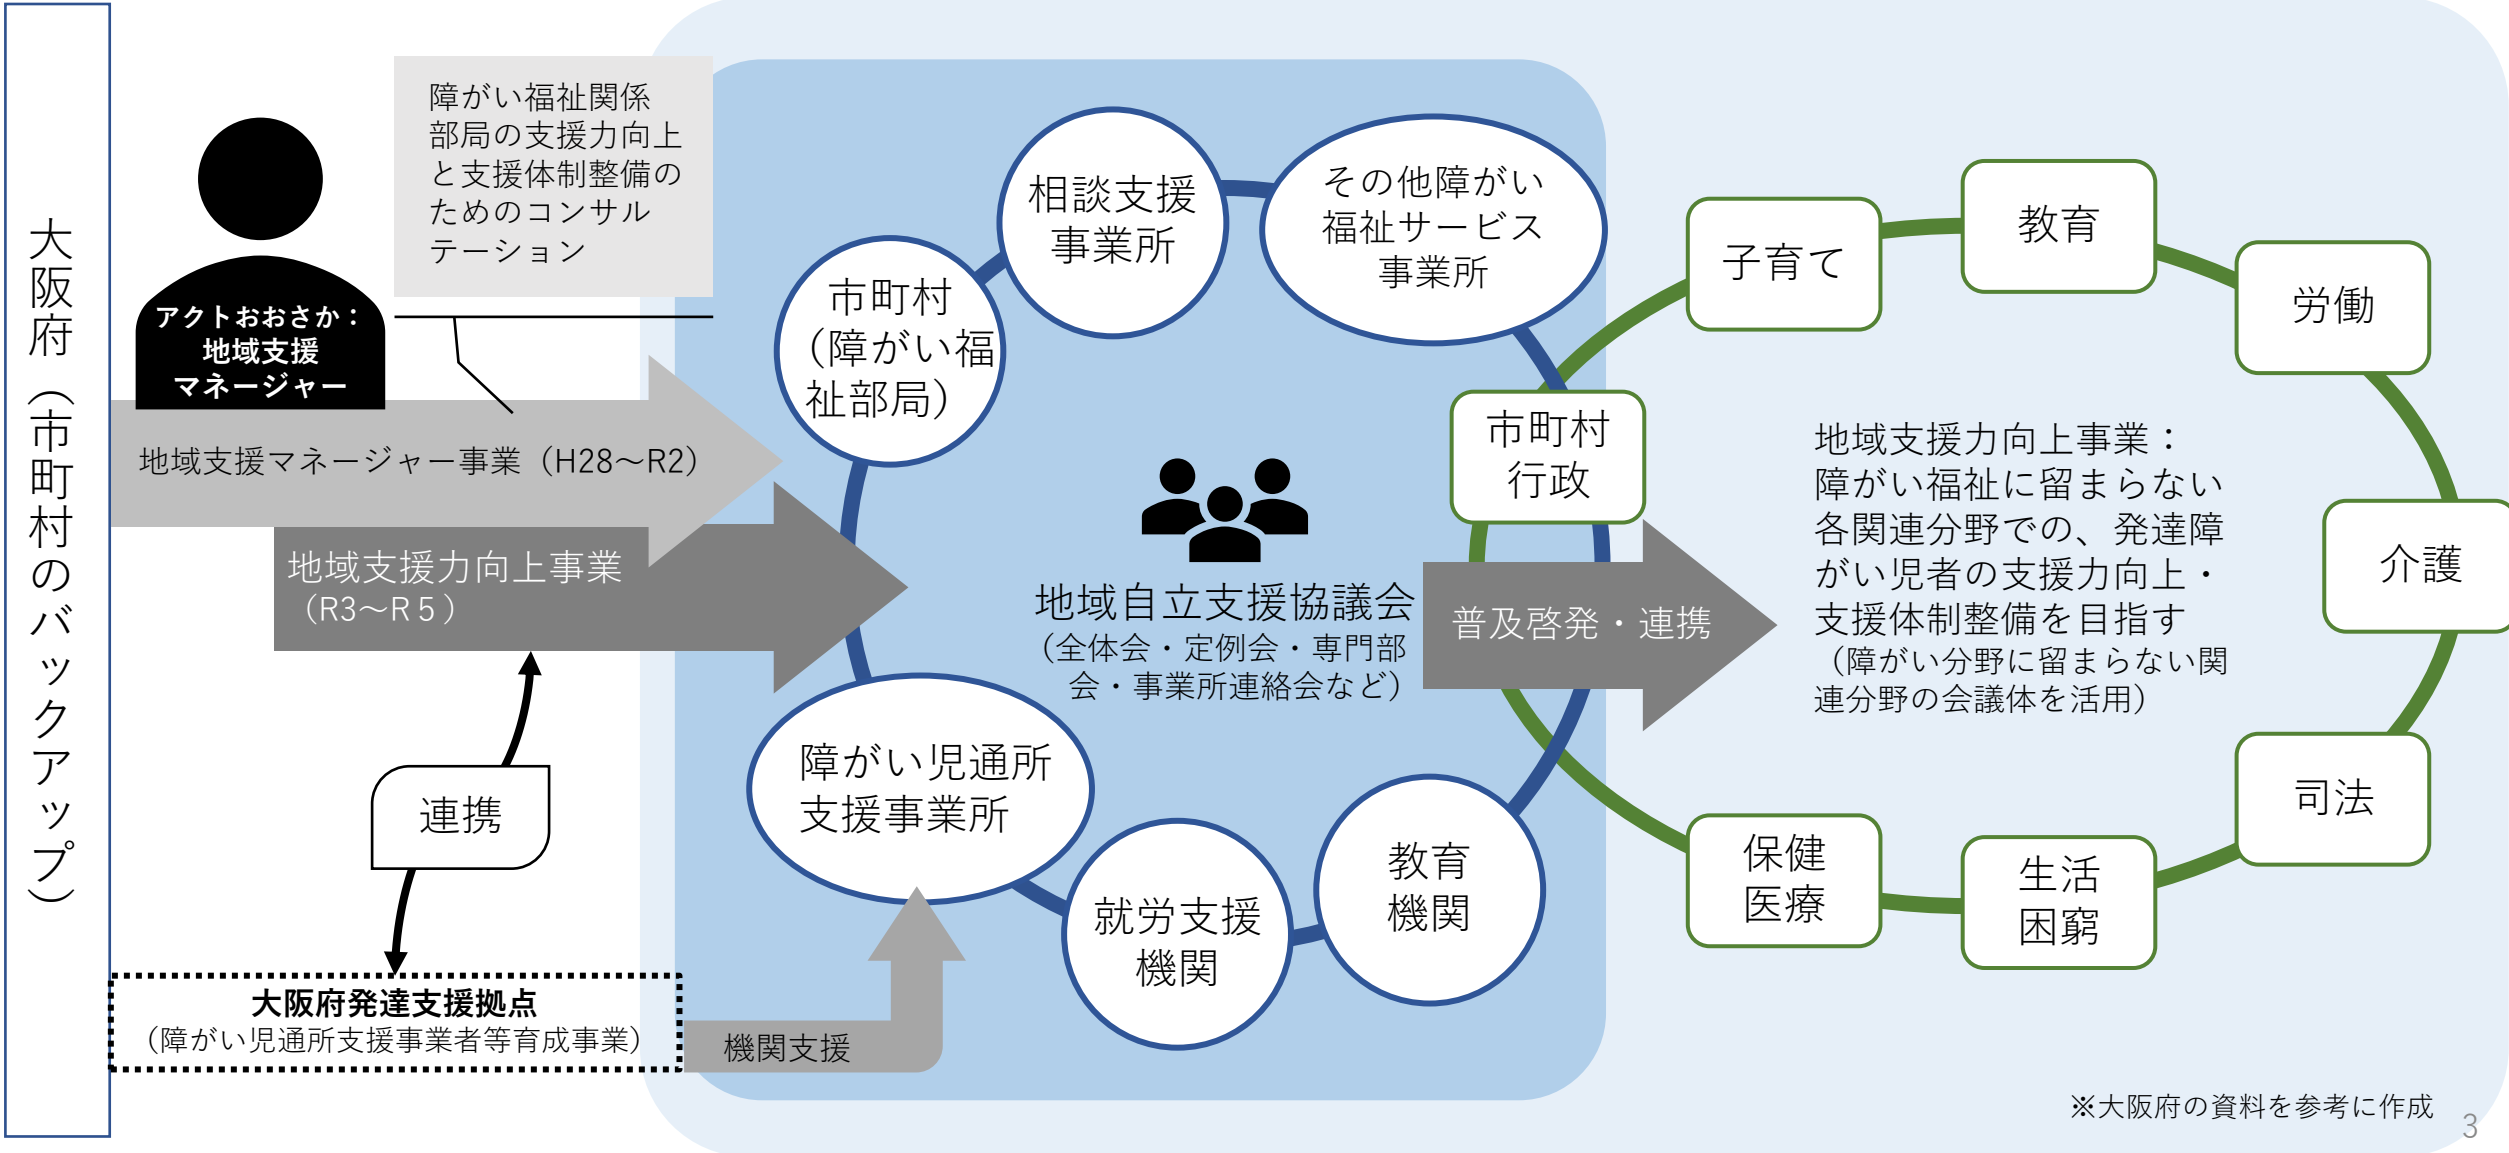 大阪府（市町村のバックアップ）
障がい福祉関係
部局の支援力向上
と支援体制整備の
ためのコンサル
テーション
アクトおおさか：
地域支援
マネージャー
地域支援マネージャー事業（H28～R2）
地域支援力向上事業
（R3～R５）
連携
大阪府発達支援拠点
（障がい児通所支援事業者等育成事業）
機関支援
市町村
（障がい福
祉部局）
相談支援
事業所
その他障がい
福祉サービス
事業所
地域自立支援協議会
（全体会・定例会・専門部
会・事業所連絡会など）
障がい児通所
支援事業所
就労支援
機関
教育
機関
市町村
行政
普及啓発・連携
子育て
教育
労働
介護
司法
生活
困窮
保健
医療
地域支援力向上事業：
障がい福祉に留まらない
各関連分野での、発達障
がい児者の支援力向上・
支援体制整備を目指す
（障がい分野に留まらない関
連分野の会議体を活用）
※大阪府の資料を参考に作成
3